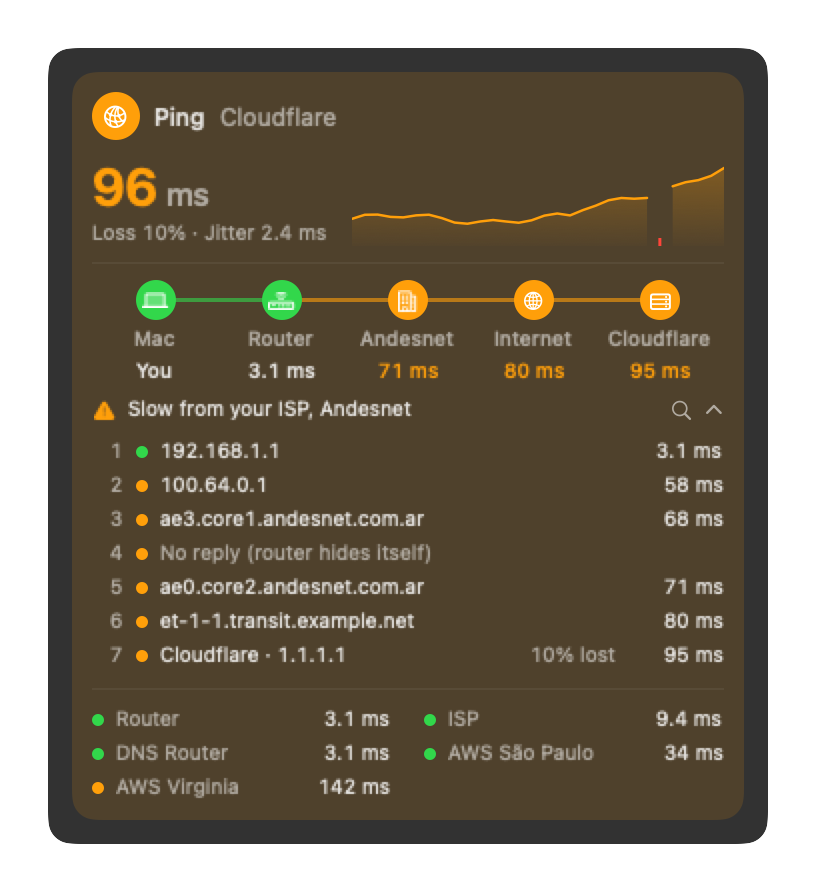 Ping Cloudflare
96 ms
Loss 10% · Jitter 2.4 ms
Mac Router Andesnet Internet Cloudflare
You 3.1 ms 71 ms 80 ms 95 ms
Slow from your ISP, Andesnet
1 192.168.1.1 3.1 ms
2 100.64.0.1 58 ms
3 ae3.core1.andesnet.com.ar 68 ms
4 No reply (router hides itself)
5 ae0.core2.andesnet.com.ar 71 ms
6 et-1-1.transit.example.net 80 ms
7 Cloudflare · 1.1.1.1 10% lost 95 ms
Router 3.1 ms ISP 9.4 ms
DNS Router 3.1 ms AWS São Paulo 34 ms
AWS Virginia 142 ms